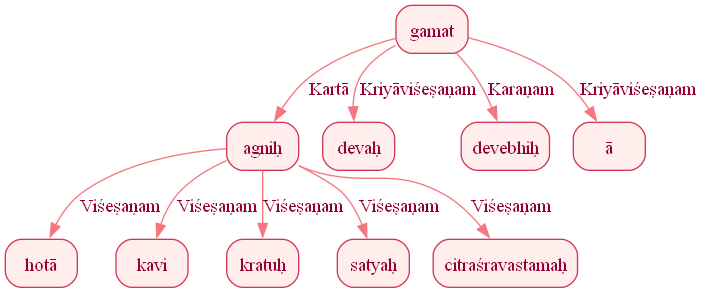 gamat
Kartā Kriyāviśeṣaṇam Karaṇam Kriyāviśeṣaṇam
agniḥ devaḥ devebhiḥ ā
Viśeṣaṇam Viśeṣaṇam Viśeṣaṇam Viśeṣaṇam Viśeṣaṇam
hotā kavi kratuḥ satyaḥ citraśravastamaḥ